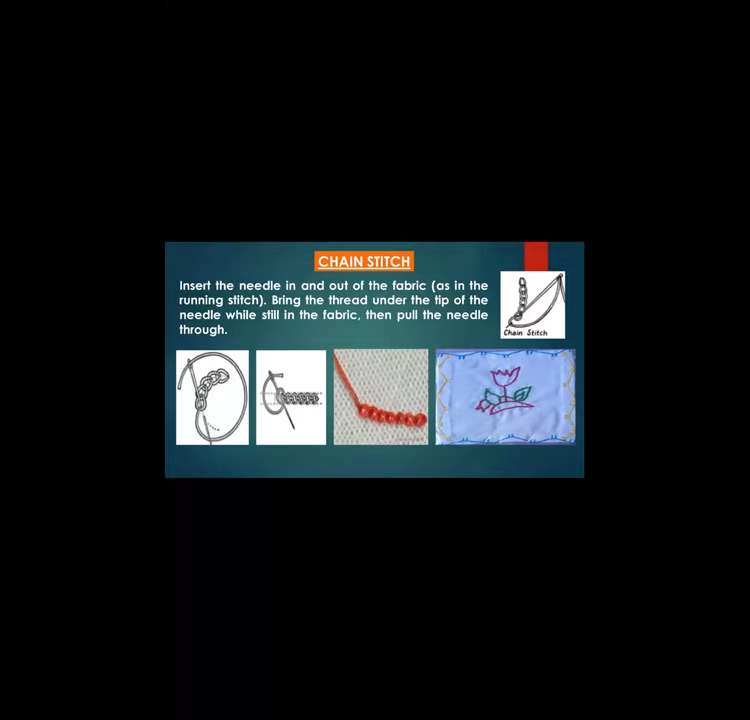 CHAIN STITCH
Insert the needle in and out of the fabric (as in the
running stitch). Bring the thread under the tip of the
needle while still in the fabric, then pull the needle
through.
Chain Stitch